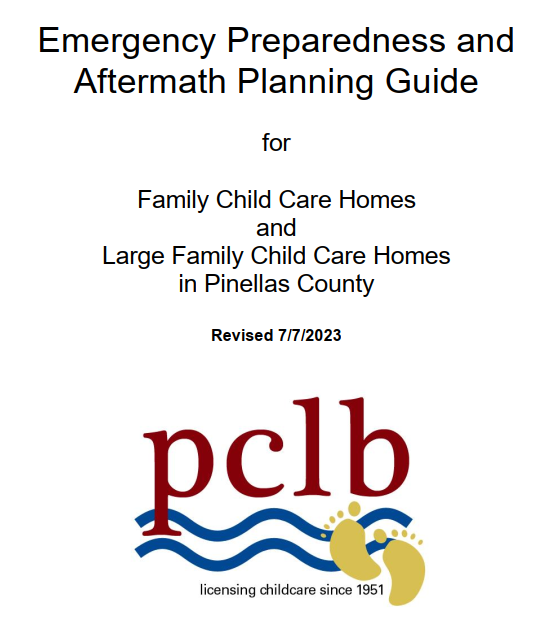 Emergency Preparedness and
Aftermath Planning Guide
for
Family Child Care Homes
and
Large Family Child Care Homes
in Pinellas County
Revised 7/7/2023
pclb
licensing childcare since 1951